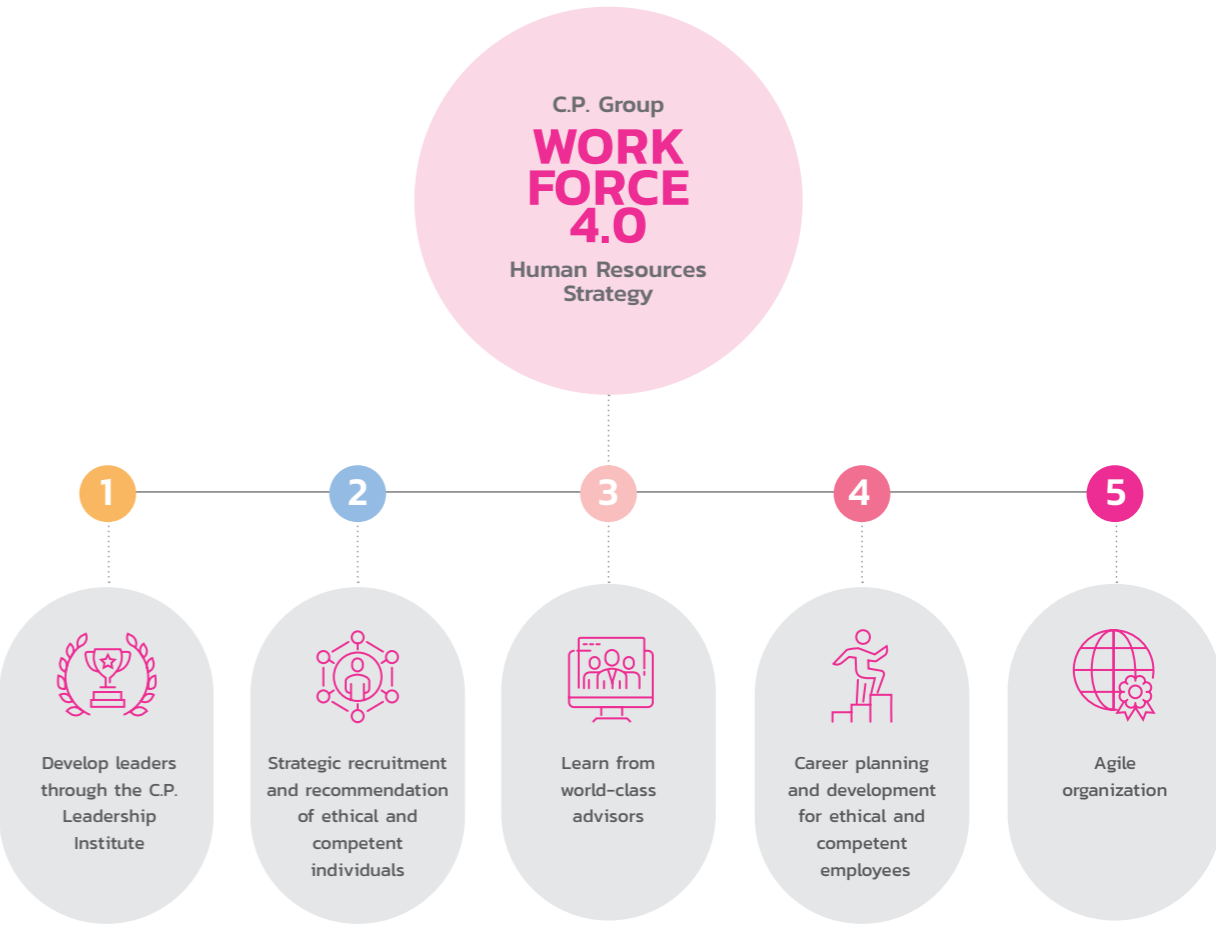 C.P. Group
WORK
FORCE
4.0
Human Resources
Strategy
1
2
3
4
5
Develop leaders
through the C.P.
Leadership
Institute
Strategic recruitment
and recommendation
of ethical and
competent
individuals
Learn from
world-class
advisors
Career planning
and development
for ethical and
competent
employees
Agile
organization